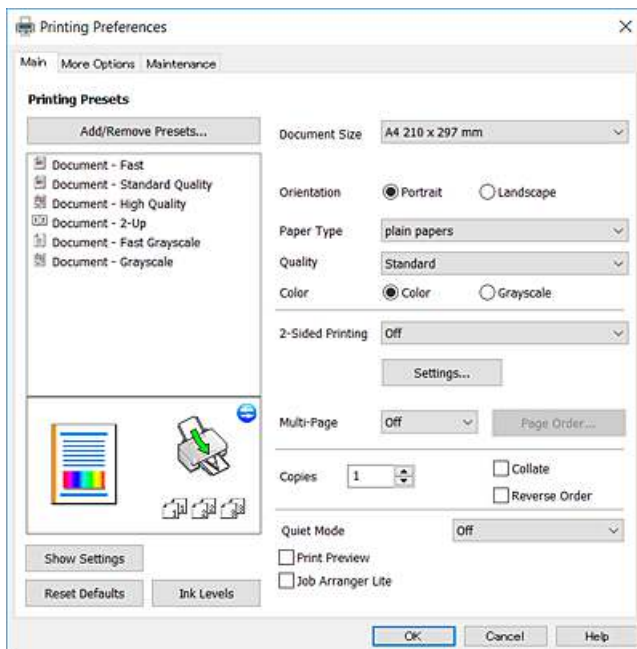 Printing Preferences
Main
More Options
Maintenance
Printing Presets
Add/Remove Presets...
Document - Fast
Document - Standard Quality
Document - High Quality
Document - 2-Up
Document - Fast Grayscale
Document - Grayscale
Show Settings
Reset Defaults
Ink Levels
Document Size
A4 210 x 297 mm
Orientation
Portrait
Landscape
Paper Type
plain papers
Quality
Standard
Color
Color
Grayscale
2-Sided Printing
Off
Settings...
Multi-Page
Off
Page Order...
Copies
1
Collate
Reverse Order
Quiet Mode
Off
Print Preview
Job Arranger Lite
OK
Cancel
Help